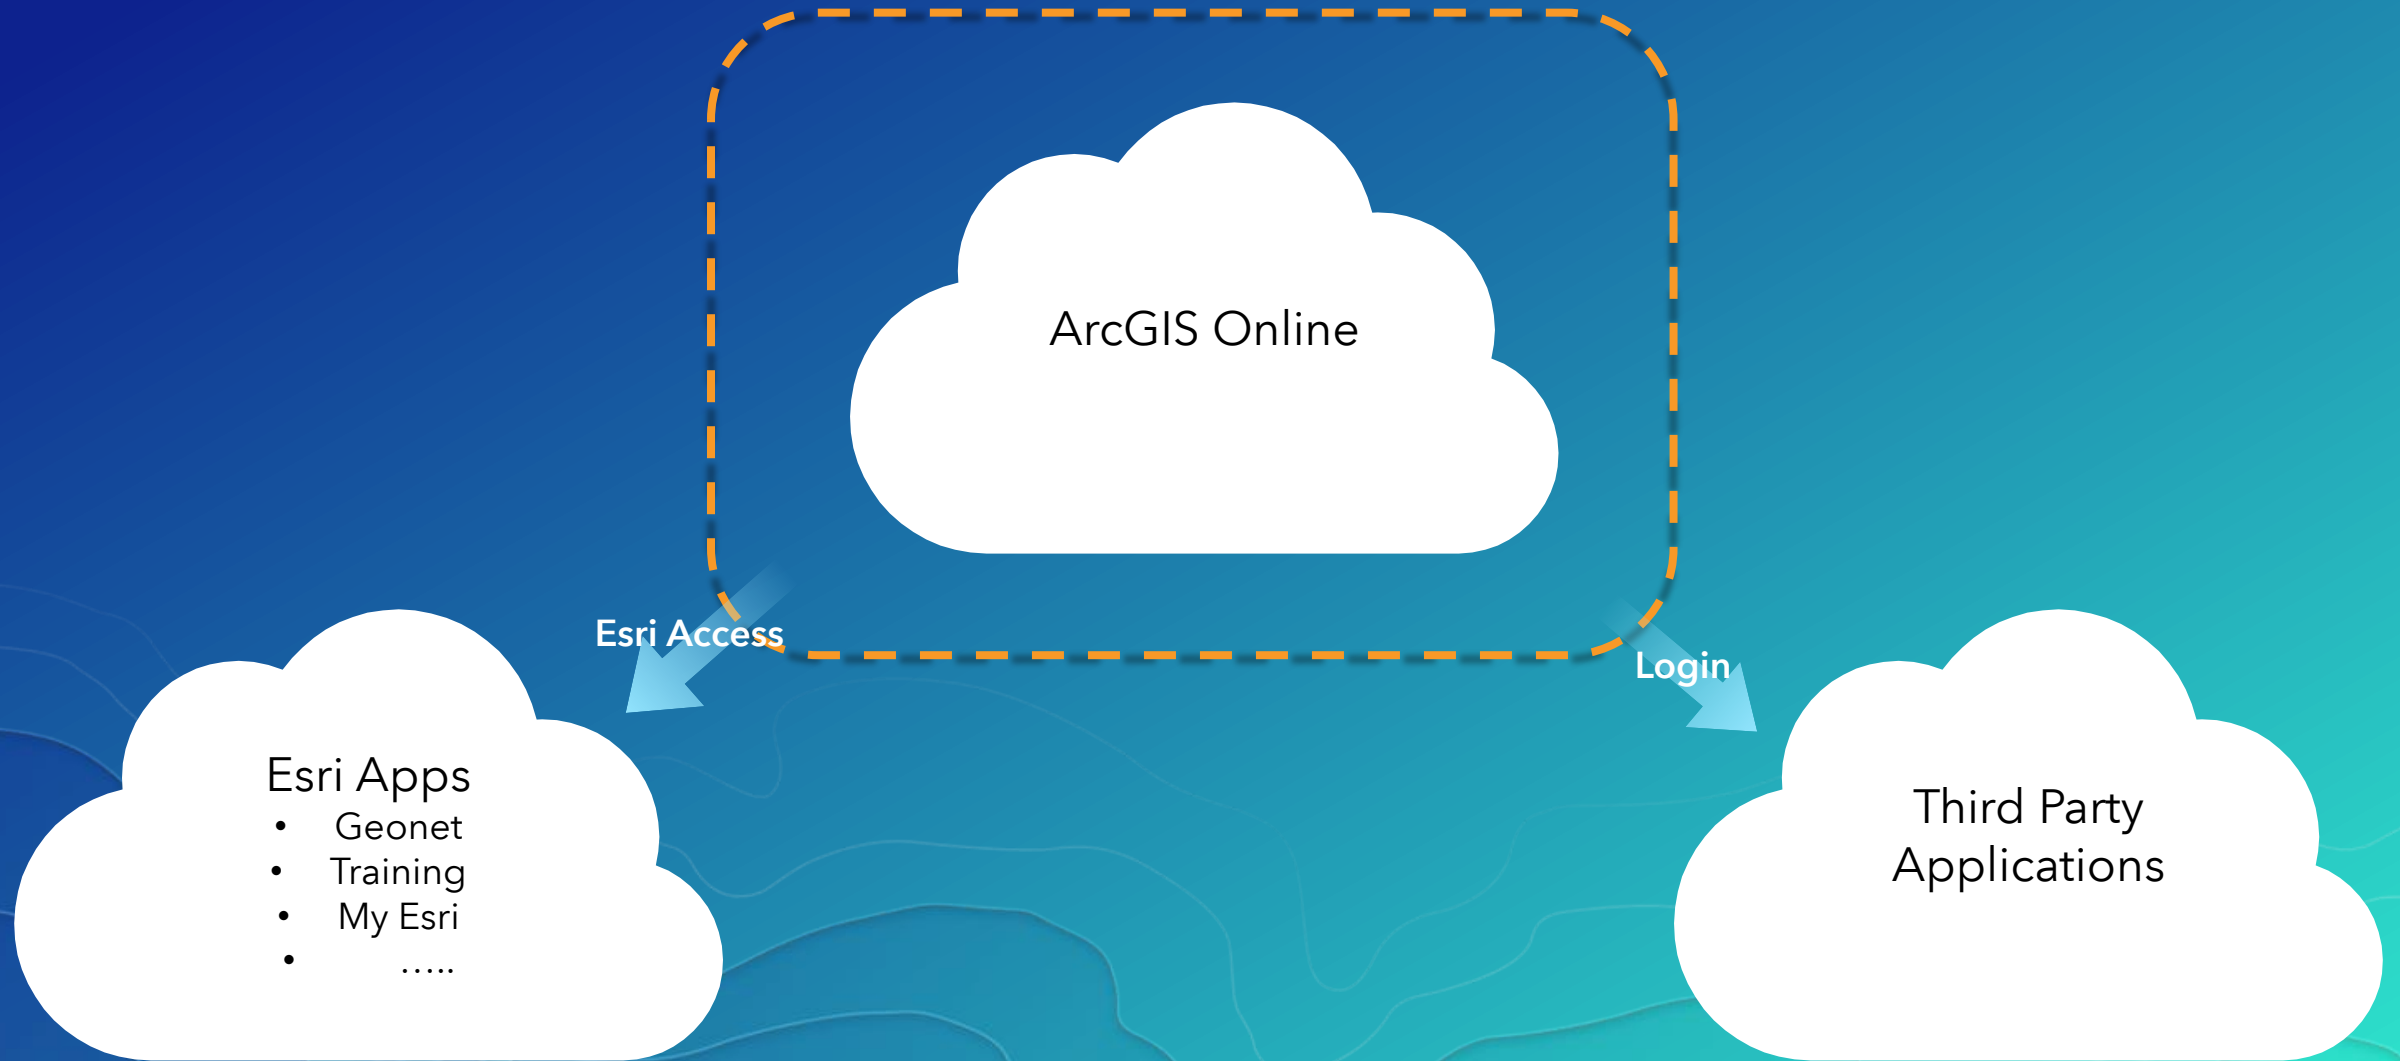 ArcGIS Online
Esri Access
Login
Esri Apps
• Geonet
• Training
• My Esri
• .....
Third Party
Applications